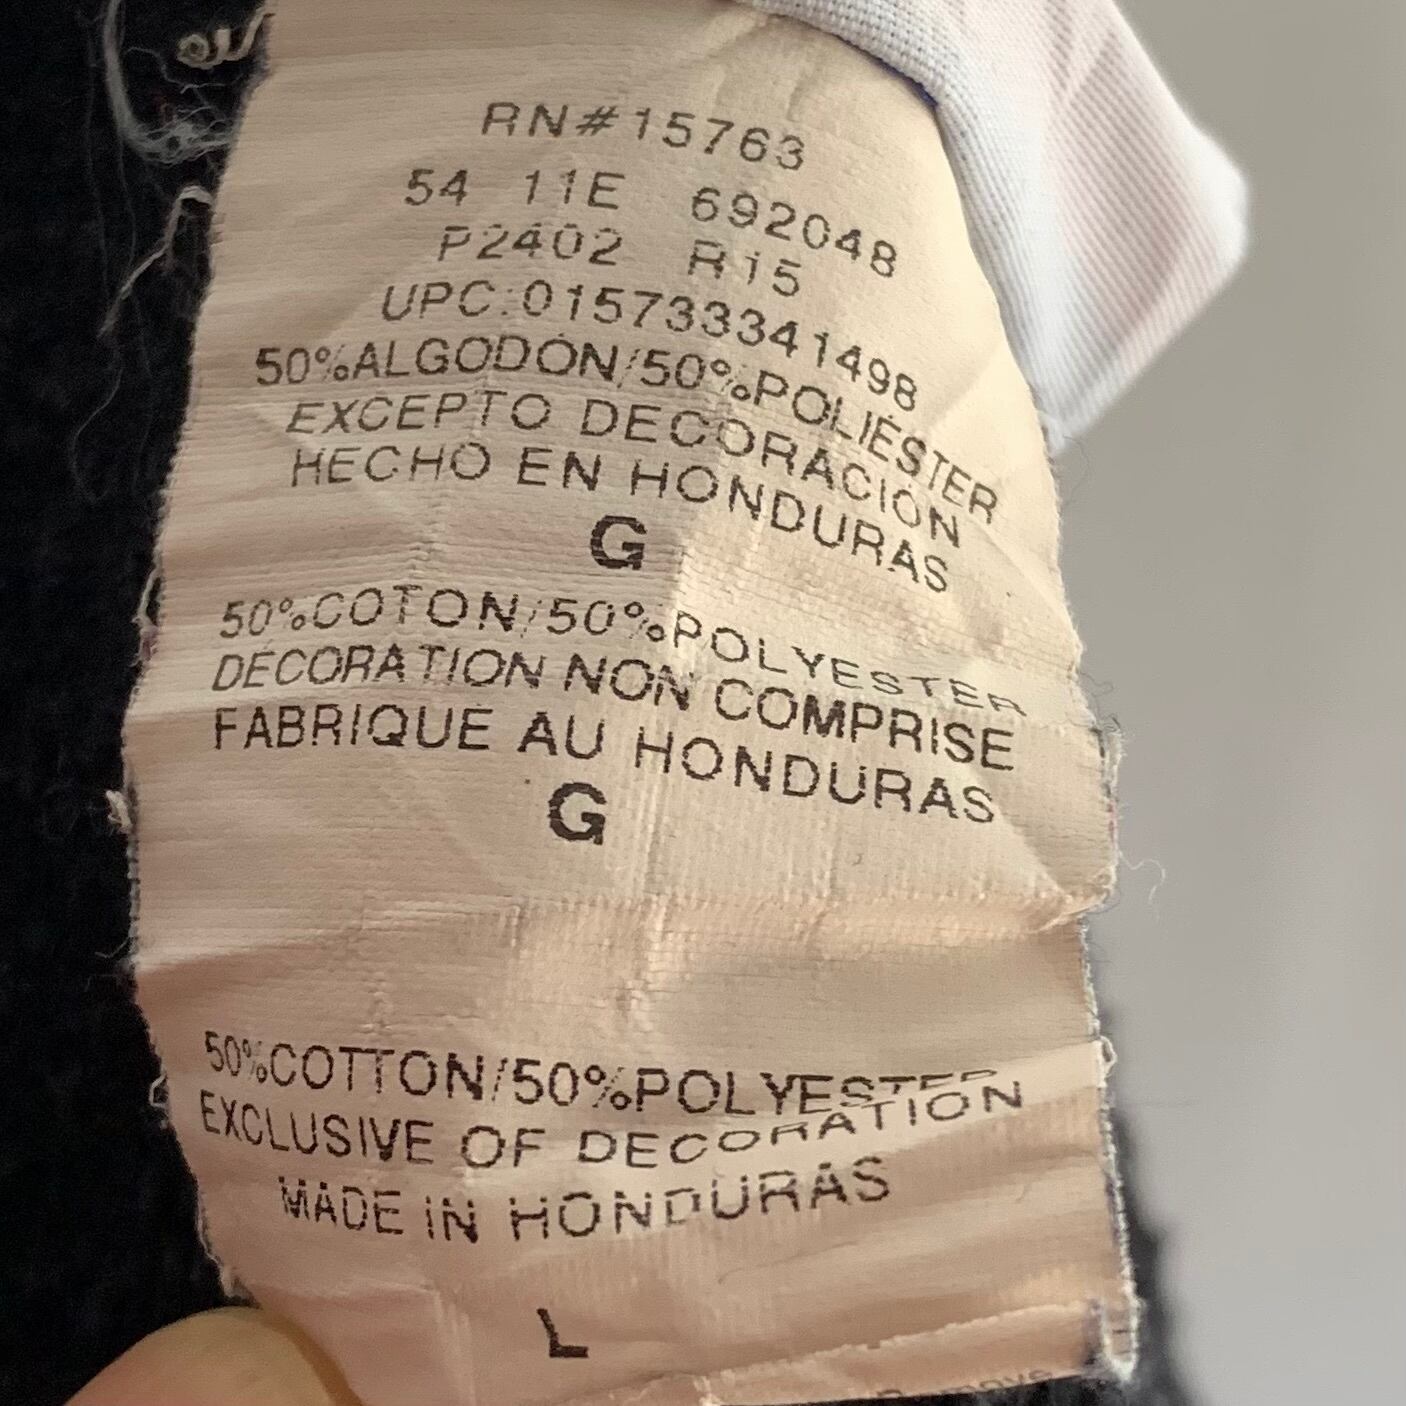 RN#15763
54 11E 692048
P2402 R15
UPC:015733341498
50%ALGODÓN/50%POLIÉSTER
EXCEPTO DECORACIÓN
HECHO EN HONDURAS
G
50%COTON/50%POLYESTER
DÉCORATION NON COMPRISE
FABRIQUE AU HONDURAS
G
50%COTTON/50%POLYESTER
EXCLUSIVE OF DECORATION
MADE IN HONDURAS
L